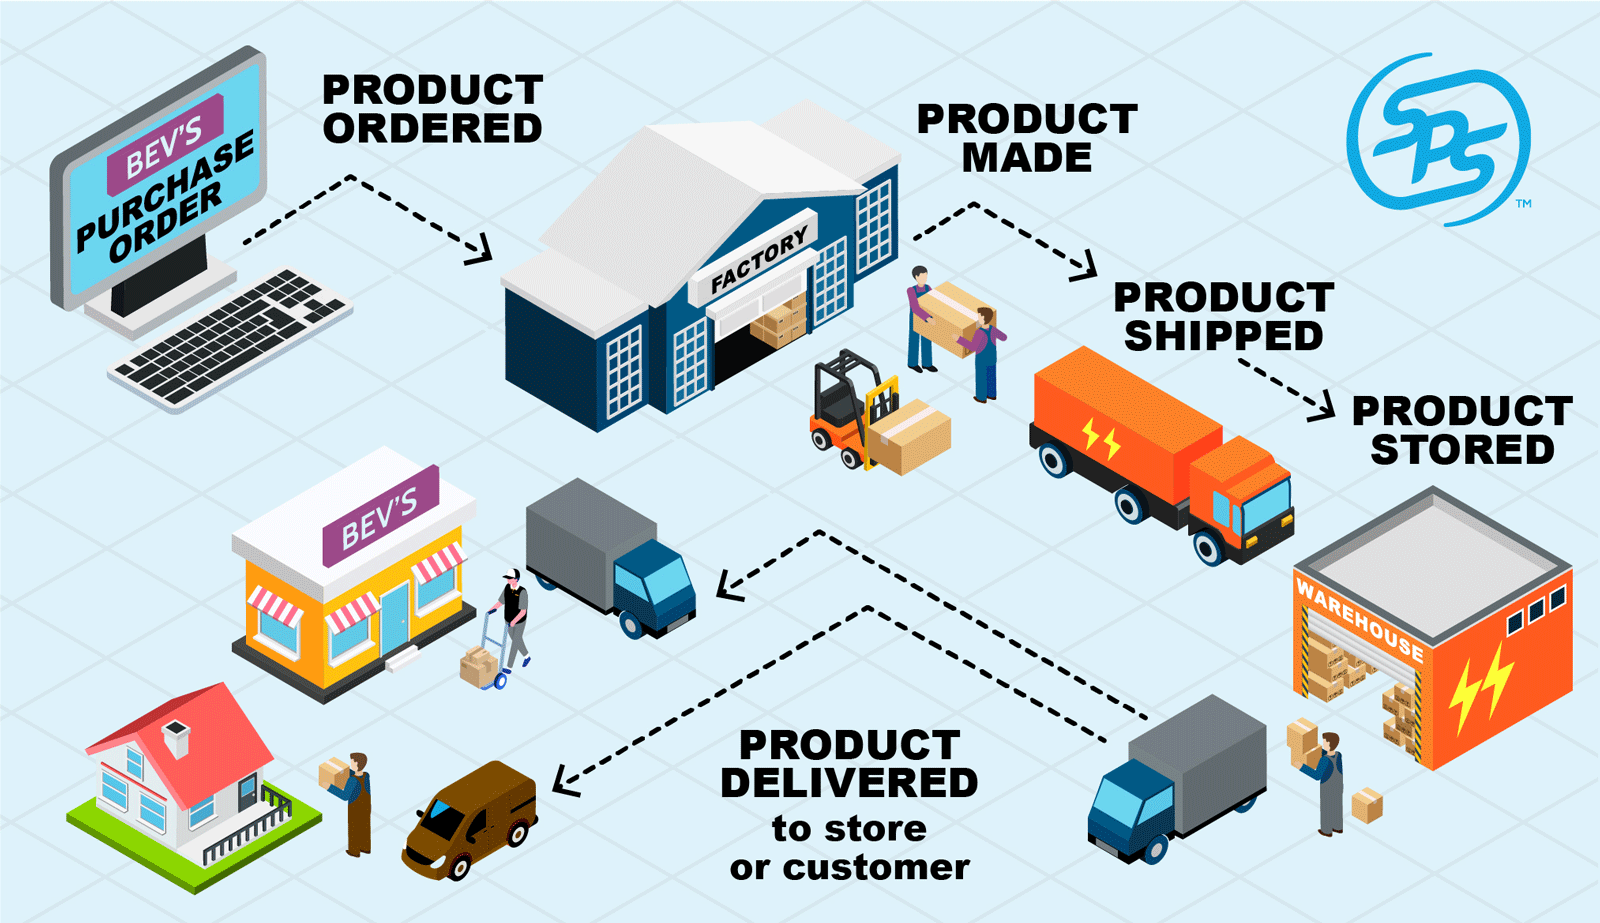 BEV'S
PURCHASE
ORDER
PRODUCT
ORDERED
FACTORY
PRODUCT
MADE
SPS
TM
PRODUCT
SHIPPED
PRODUCT
STORED
WAREHOUSE
BEV'S
PRODUCT
DELIVERED
to store
or customer